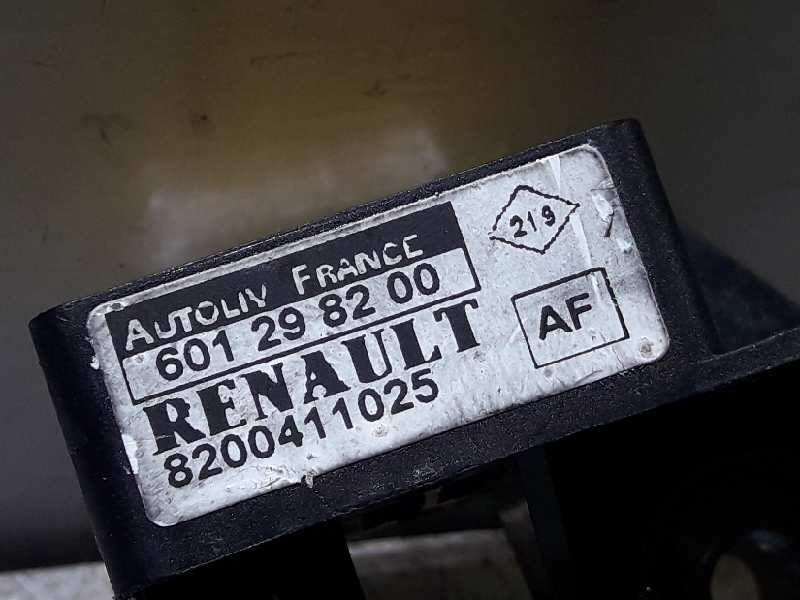 AUTOLIV FRANCE
601 29 82 00
RENAULT
8200411025
219
AF